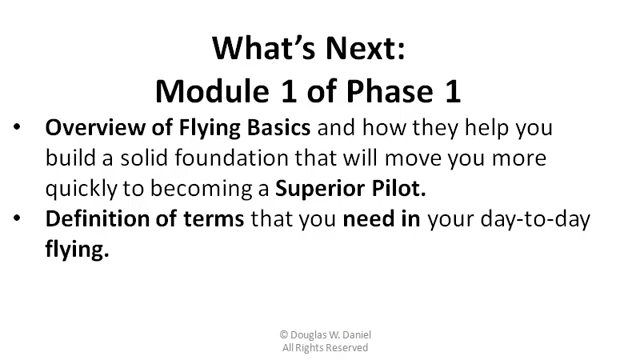 What’s Next:
Module 1 of Phase 1
• Overview of Flying Basics and how they help you
build a solid foundation that will move you more
quickly to becoming a Superior Pilot.
• Definition of terms that you need in your day-to-day
flying.
© Douglas W. Daniel
All Rights Reserved